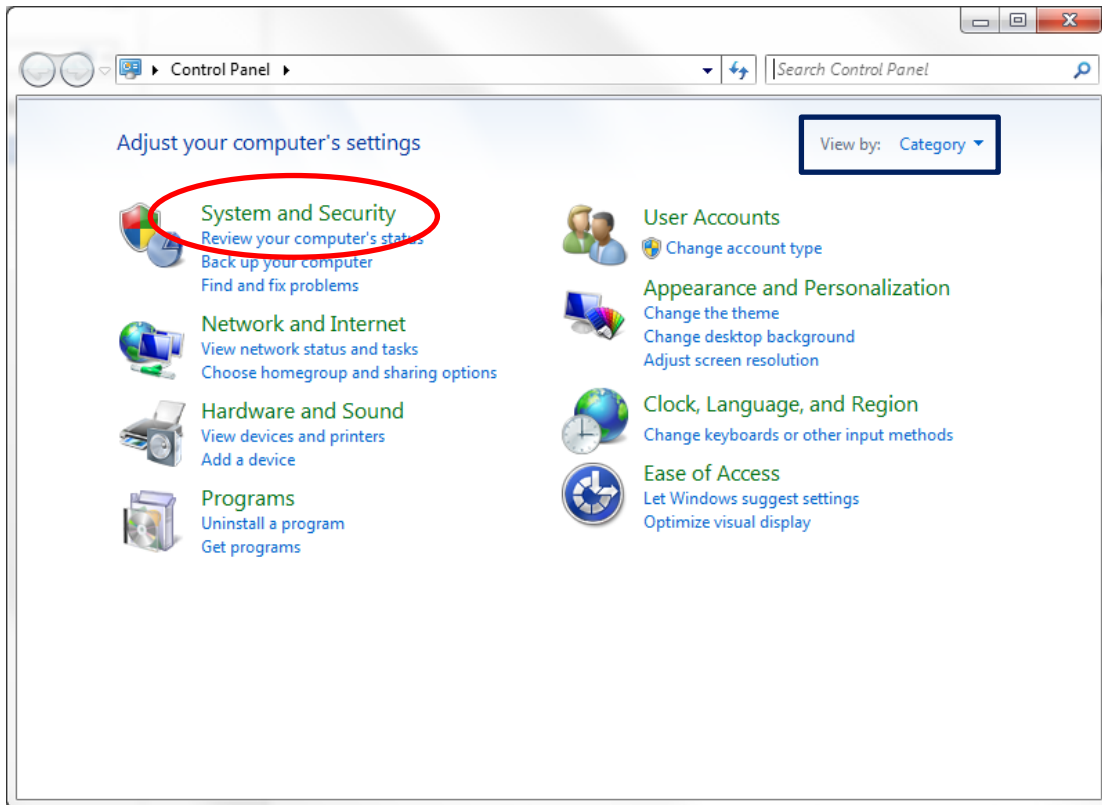 Control Panel
Search Control Panel
Adjust your computer's settings
View by: Category
System and Security
Review your computer's status
Back up your computer
Find and fix problems
Network and Internet
View network status and tasks
Choose homegroup and sharing options
Hardware and Sound
View devices and printers
Add a device
Programs
Uninstall a program
Get programs
User Accounts
Change account type
Appearance and Personalization
Change the theme
Change desktop background
Adjust screen resolution
Clock, Language, and Region
Change keyboards or other input methods
Ease of Access
Let Windows suggest settings
Optimize visual display